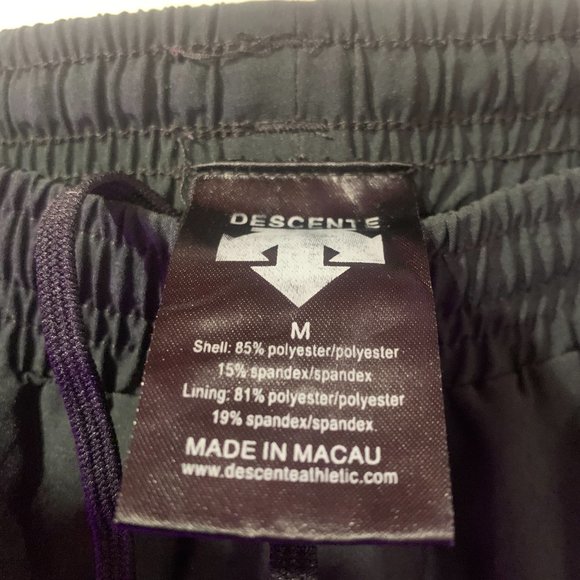 DESCENTE
M
Shell: 85% polyester/polyester
15% spandex/spandex
Lining: 81% polyester/polyester
19% spandex/spandex.
MADE IN MACAU
www.descenteathletic.com